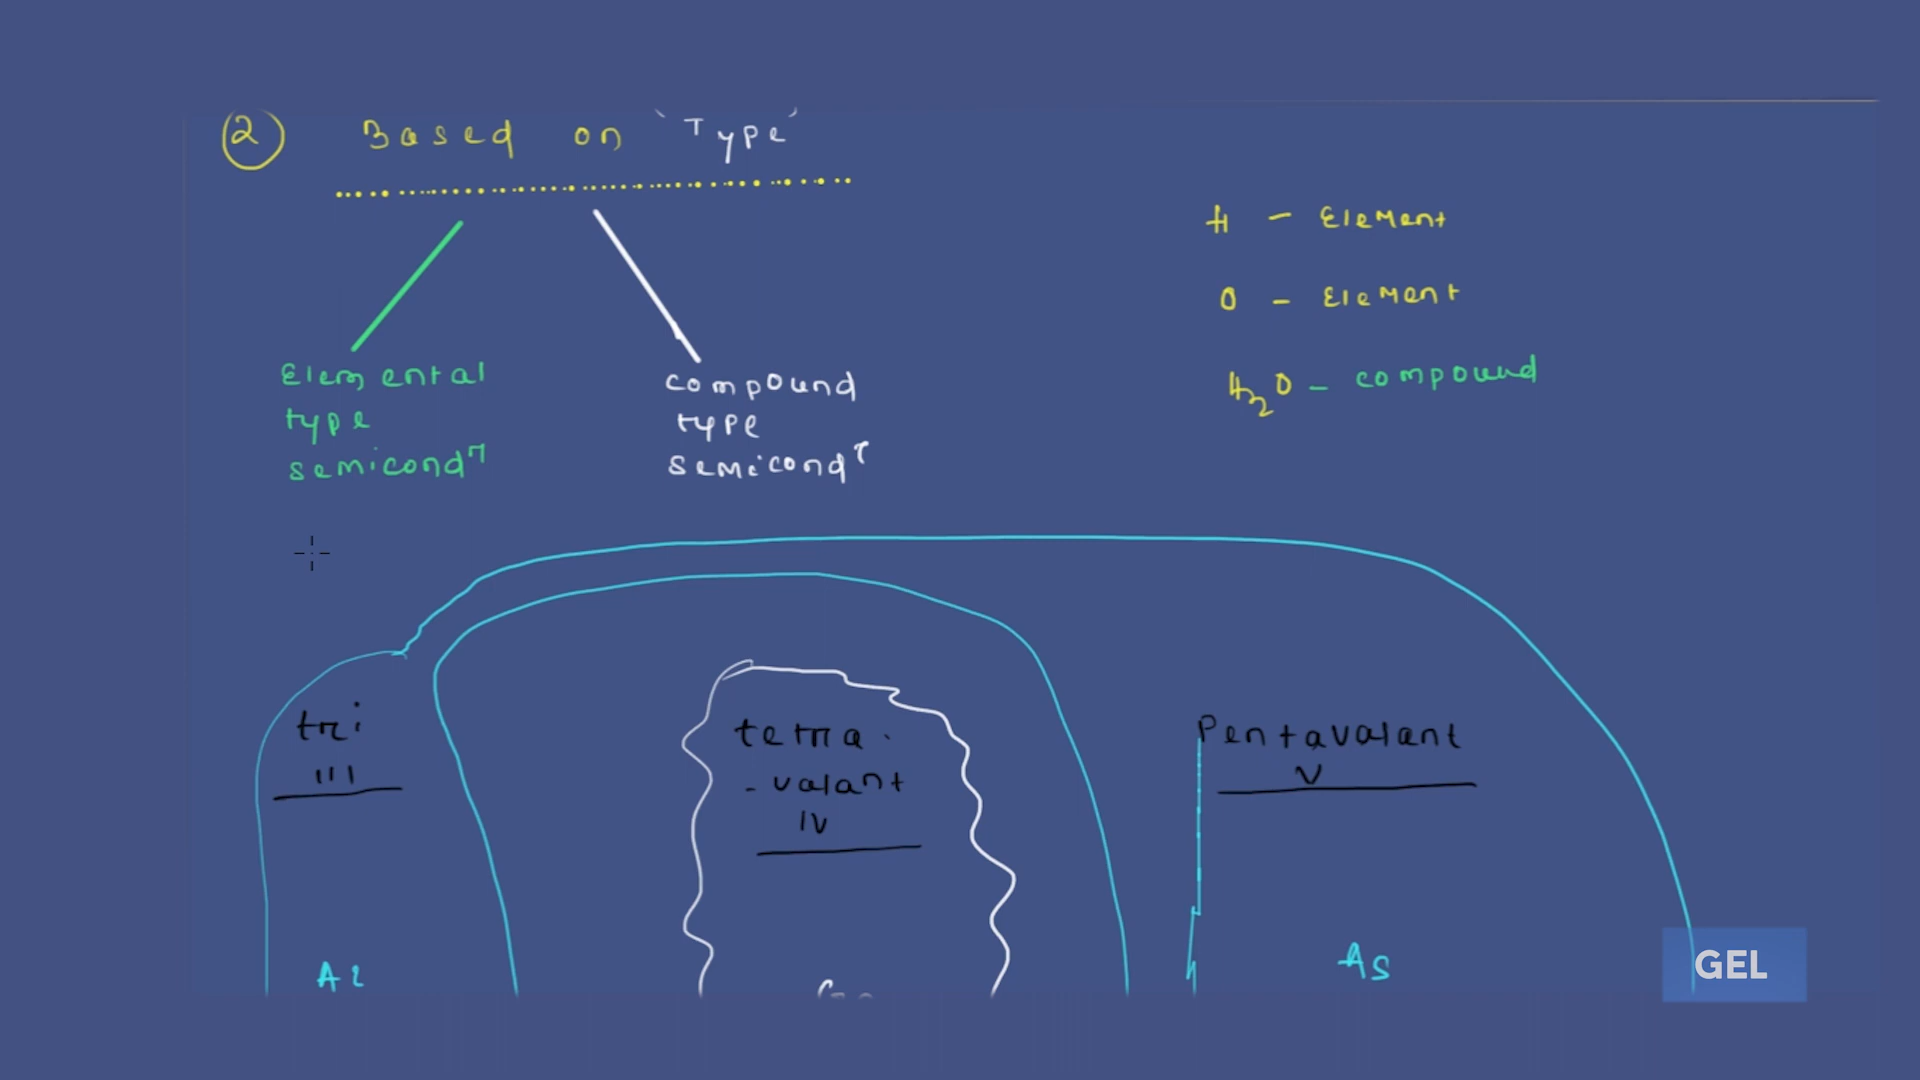 2 Based on 'Type'
H - Element
O - Element
H2O - compound
Elemental
type
semicondr
compound
type
semicondr
tri
III
tetra
- valant
IV
Pentavalant
V
Al
As
GEL